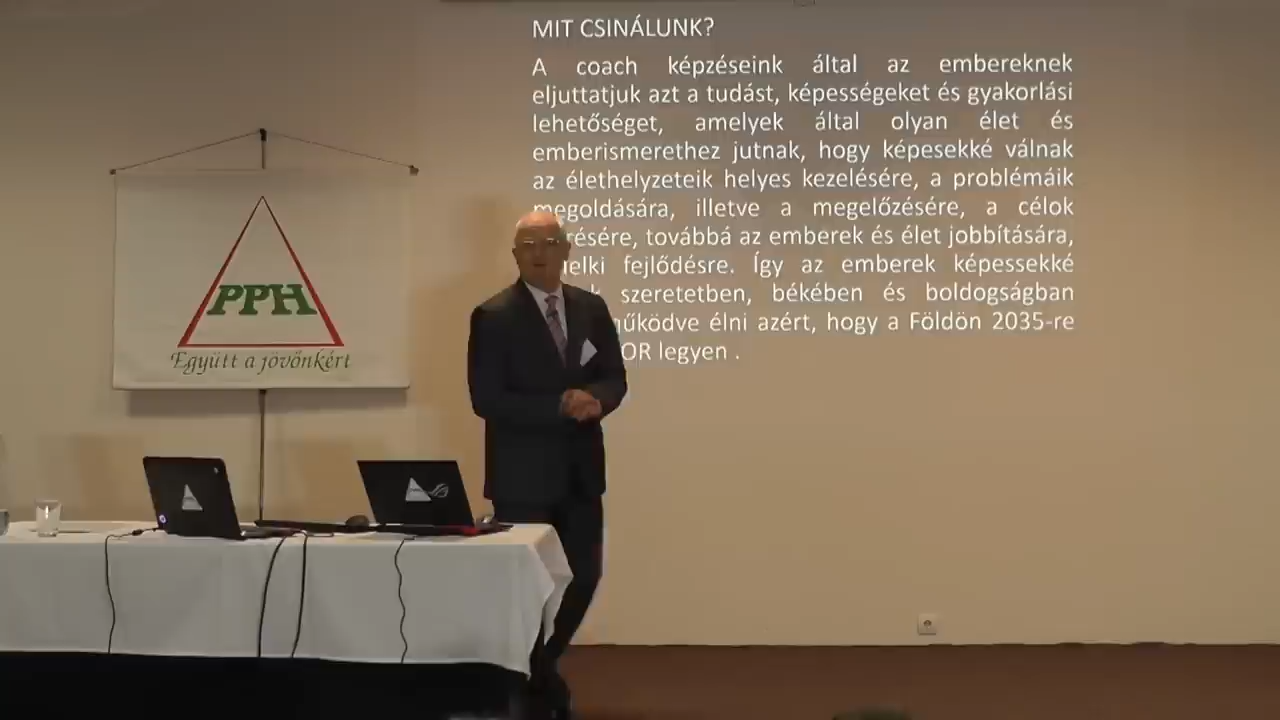 MIT CSINÁLUNK?
A coach képzéseink által az embereknek
eljuttatjuk azt a tudást, képességeket és gyakorlási
lehetőséget, amelyek által olyan élet és
emberismerethez jutnak, hogy képesekké válnak
az élethelyzeteik helyes kezelésére, a problémáik
megoldására, illetve a megelőzésére, a célok
továbbá az emberek és élet jobbítására,
fejlődésre. Így az emberek képessekké
szeretetben, békében és boldogságban
élni azért, hogy a Földön 2035-re
legyen .
PPH
Együtt a jövőnkért